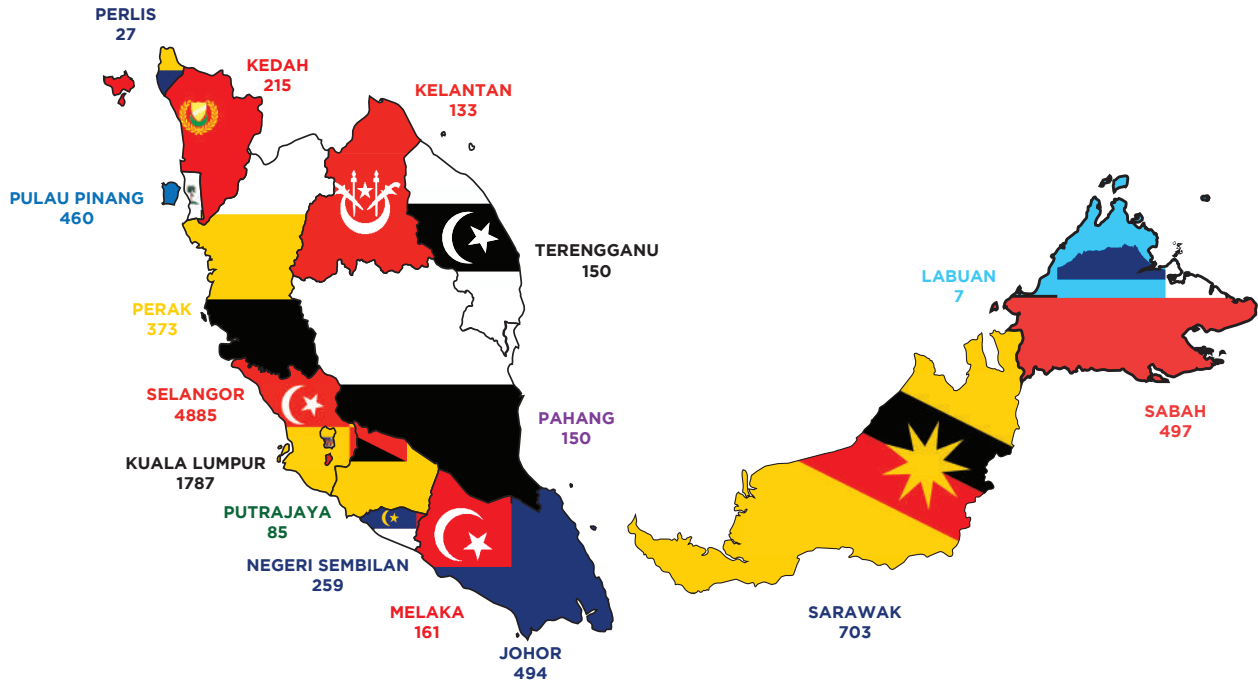 PERLIS
27
KEDAH
215
KELANTAN
133
PULAU PINANG
460
TERENGGANU
150
PERAK
373
SELANGOR
4885
PAHANG
150
KUALA LUMPUR
1787
PUTRAJAYA
85
NEGERI SEMBILAN
259
MELAKA
161
JOHOR
494
LABUAN
7
SABAH
497
SARAWAK
703